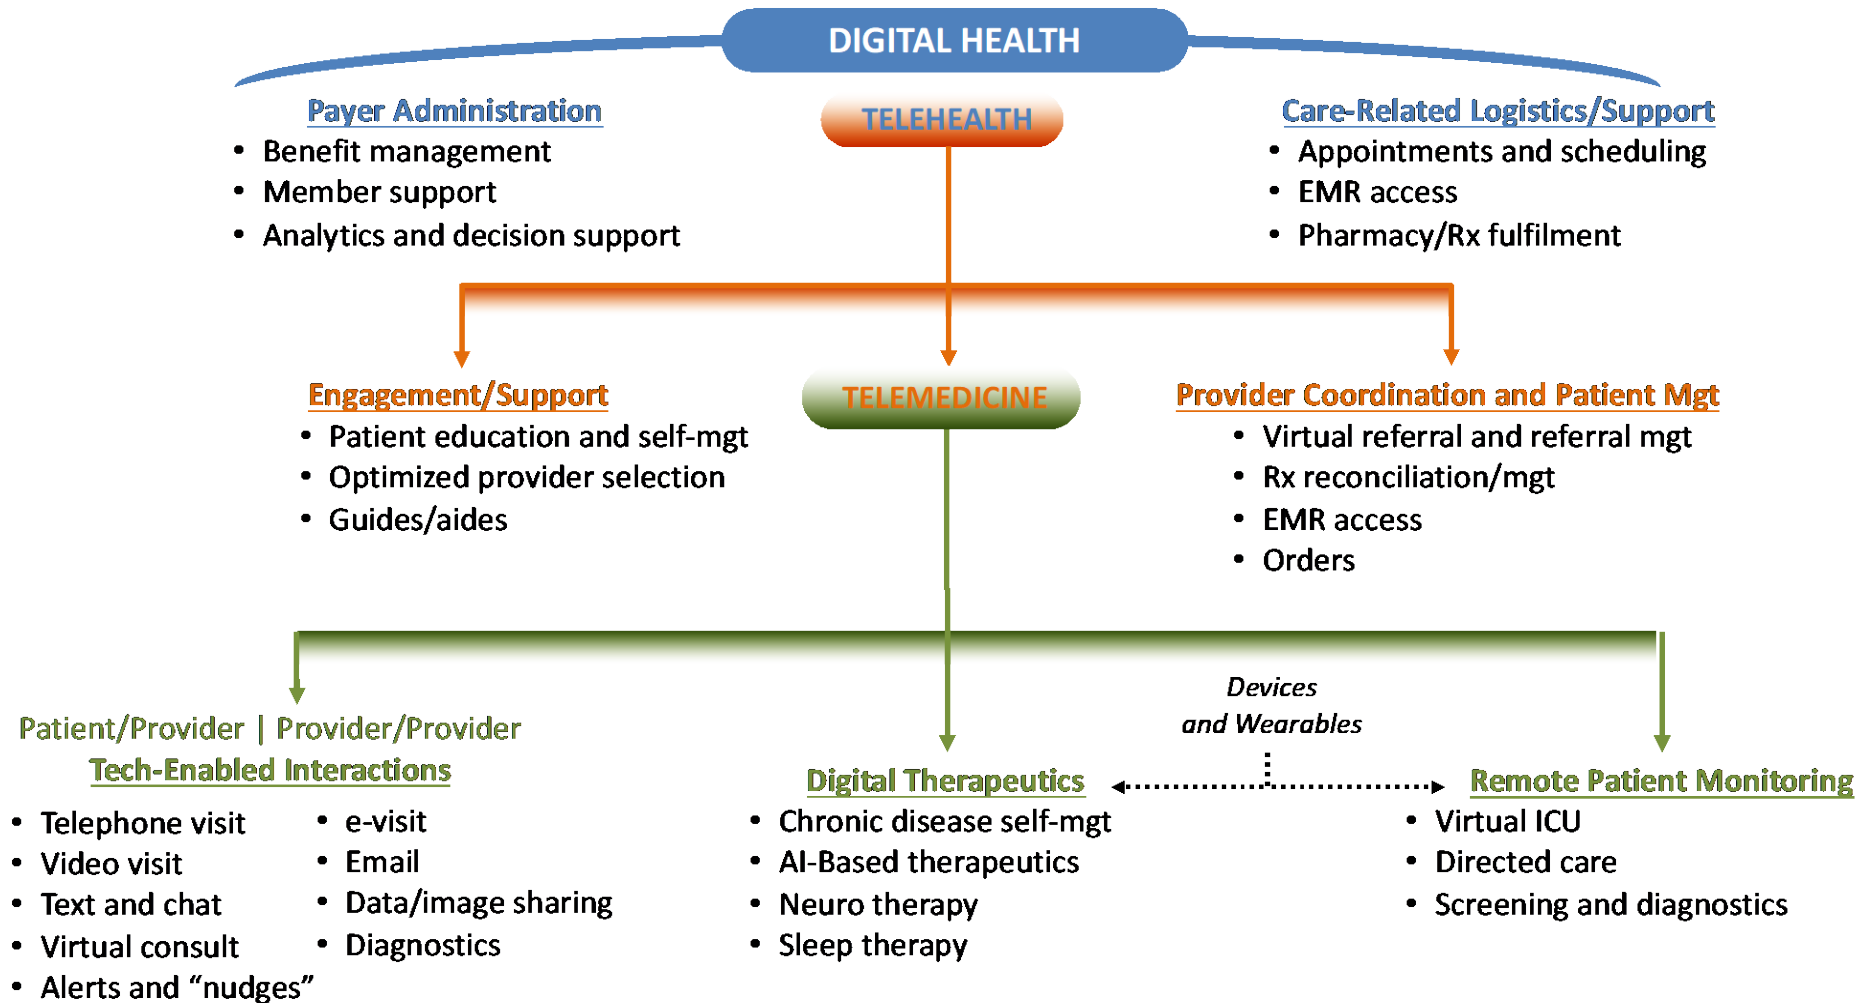 DIGITAL HEALTH
Payer Administration
• Benefit management
• Member support
• Analytics and decision support
TELEHEALTH
Care-Related Logistics/Support
• Appointments and scheduling
• EMR access
• Pharmacy/Rx fulfilment
Engagement/Support
• Patient education and self-mgt
• Optimized provider selection
• Guides/aides
TELEMEDICINE
Provider Coordination and Patient Mgt
• Virtual referral and referral mgt
• Rx reconciliation/mgt
• EMR access
• Orders
Patient/Provider | Provider/Provider
Tech-Enabled Interactions
• Telephone visit
• Video visit
• Text and chat
• Virtual consult
• Alerts and “nudges”
• e-visit
• Email
• Data/image sharing
• Diagnostics
Digital Therapeutics
• Chronic disease self-mgt
• AI-Based therapeutics
• Neuro therapy
• Sleep therapy
Devices
and Wearables
Remote Patient Monitoring
• Virtual ICU
• Directed care
• Screening and diagnostics